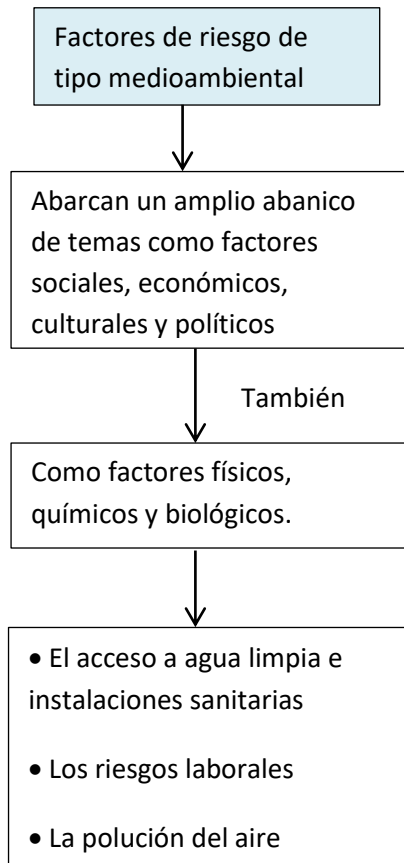 Factores de riesgo de
tipo medioambiental
Abarcan un amplio abanico
de temas como factores
sociales, económicos,
culturales y políticos
También
Como factores físicos,
químicos y biológicos.
• El acceso a agua limpia e
instalaciones sanitarias
• Los riesgos laborales
• La polución del aire